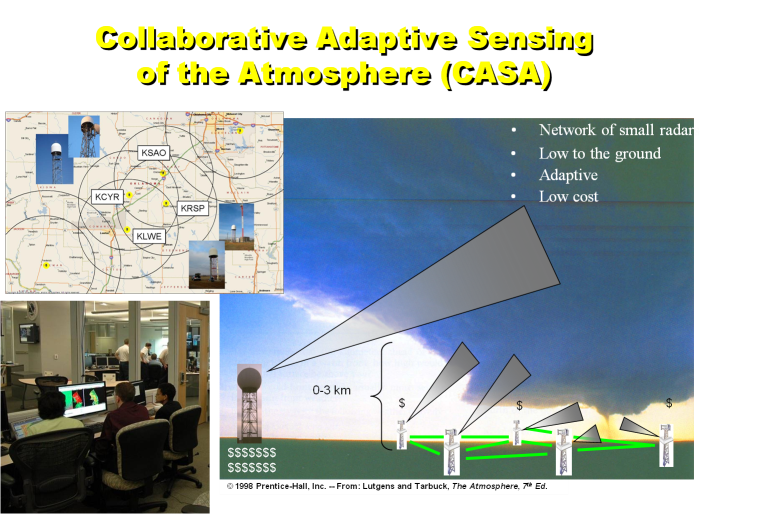 Collaborative Adaptive Sensing
of the Atmosphere (CASA)
• Network of small radar
• Low to the ground
• Adaptive
• Low cost
KSAO
KCYR
KRSP
KLWE
0-3 km
$
$
$
$$$$$$$
$$$$$$$
© 1998 Prentice-Hall, Inc. -- From: Lutgens and Tarbuck, The Atmosphere, 7th Ed.